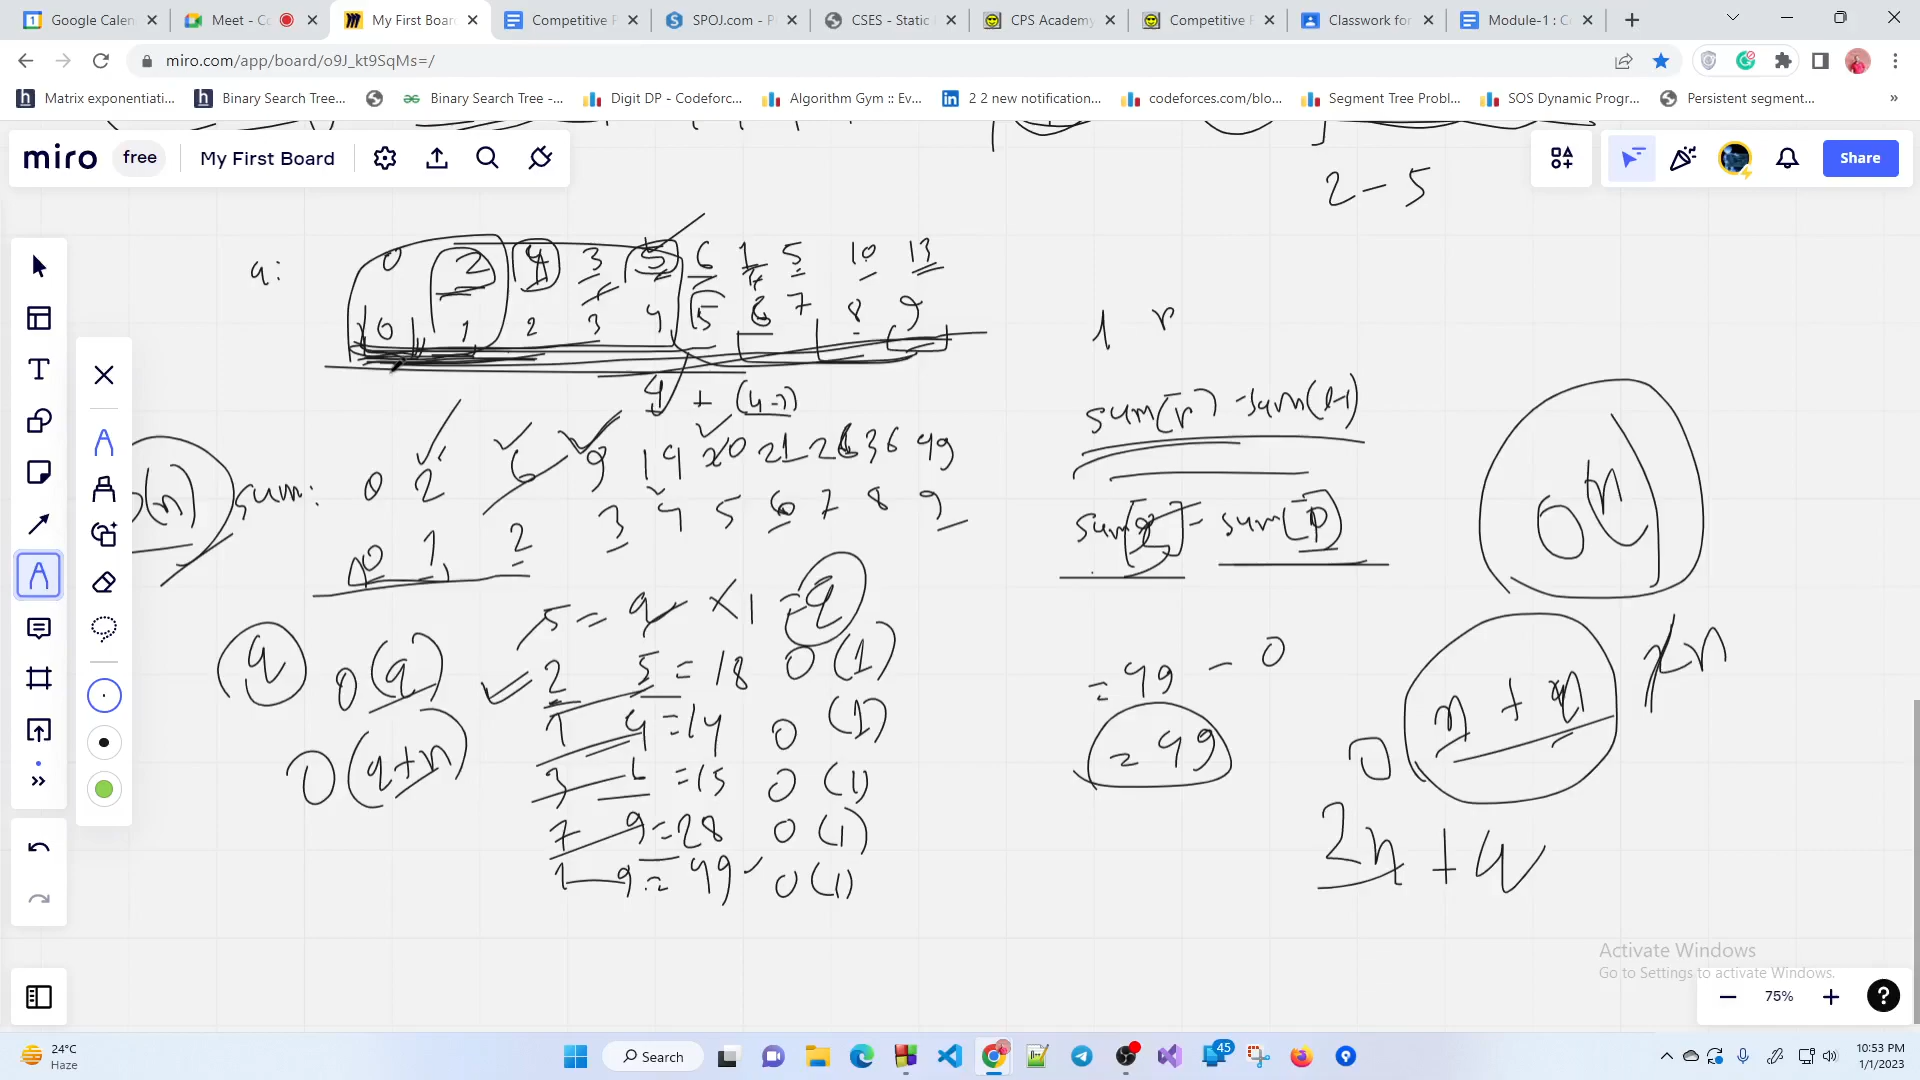 Google Calen
Meet - Co
My First Boar
Competitive P
SPOJ.com - P
CSES - Static
CPS Academy
Competitive P
Classwork for
Module-1 : C
miro.com/app/board/o9J_kt9SqMs=/
Matrix exponentiati...
Binary Search Tree...
Binary Search Tree -...
Digit DP - Codeforc...
Algorithm Gym :: Ev...
2 2 new notification...
codeforces.com/blo...
Segment Tree Probl...
SOS Dynamic Progr...
Persistent segment...
»
miro free My First Board
Share
2 - 5
a: 0 2 4 3 5 6 1 5 10 13
0 1 2 3 4 5 6 7 8 9
l r
4 + (4-1)
sum[r] - sum[l-1]
O(n) sum: 0 2 6 9 14 20 21 26 36 49
0 1 2 3 4 5 6 7 8 9
sum[9] - sum[0]
O(n)
5 = q × 1 = q
q O(q) 2 5 = 18 O(1)
= 49 - 0
1 4 = 14 O(1)
= 49
O(n + n) 2n
O(q+n) 3 6 = 15 O(1)
7 9 = 28 O(1)
1 - 9 = 49 O(1)
2n + q
Activate Windows
Go to Settings to activate Windows.
75%
24°C
Haze
Search
45
10:53 PM
1/1/2023